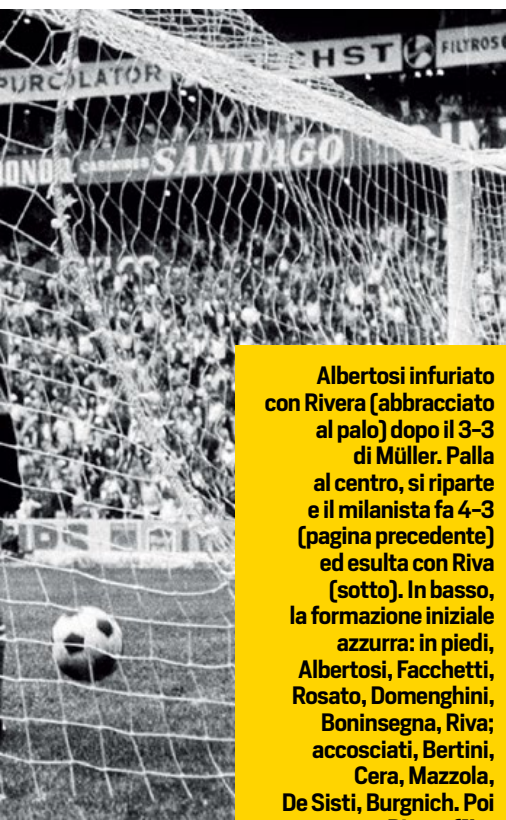 PUROLATOR
CHST
FILTROS
SANTIAGO
Albertosi infuriato
con Rivera (abbracciato
al palo) dopo il 3-3
di Müller. Palla
al centro, si riparte
e il milanista fa 4-3
(pagina precedente)
ed esulta con Riva
(sotto). In basso,
la formazione iniziale
azzurra: in piedi,
Albertosi, Facchetti,
Rosato, Domenghini,
Boninsegna, Riva;
accosciati, Bertini,
Cera, Mazzola,
De Sisti, Burgnich. Poi